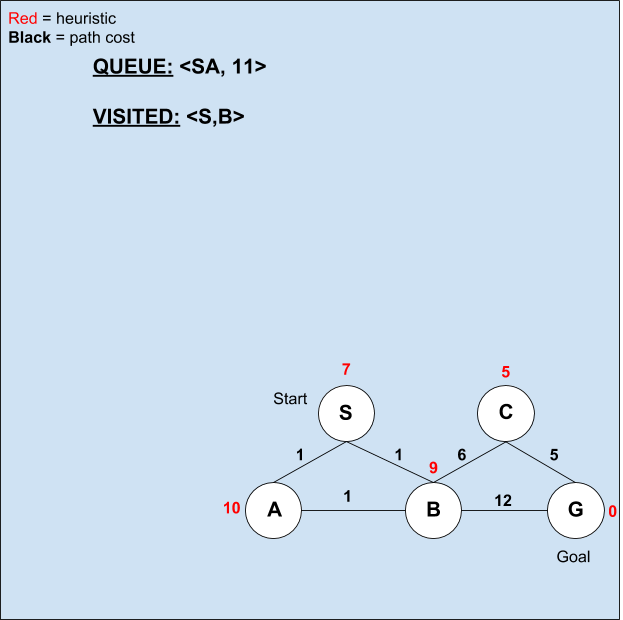 Red = heuristic
Black = path cost
QUEUE: <SA, 11>
VISITED: <S,B>
7
5
Start
S
C
1
1
9
6
5
10
A
1
B
12
G
0
Goal